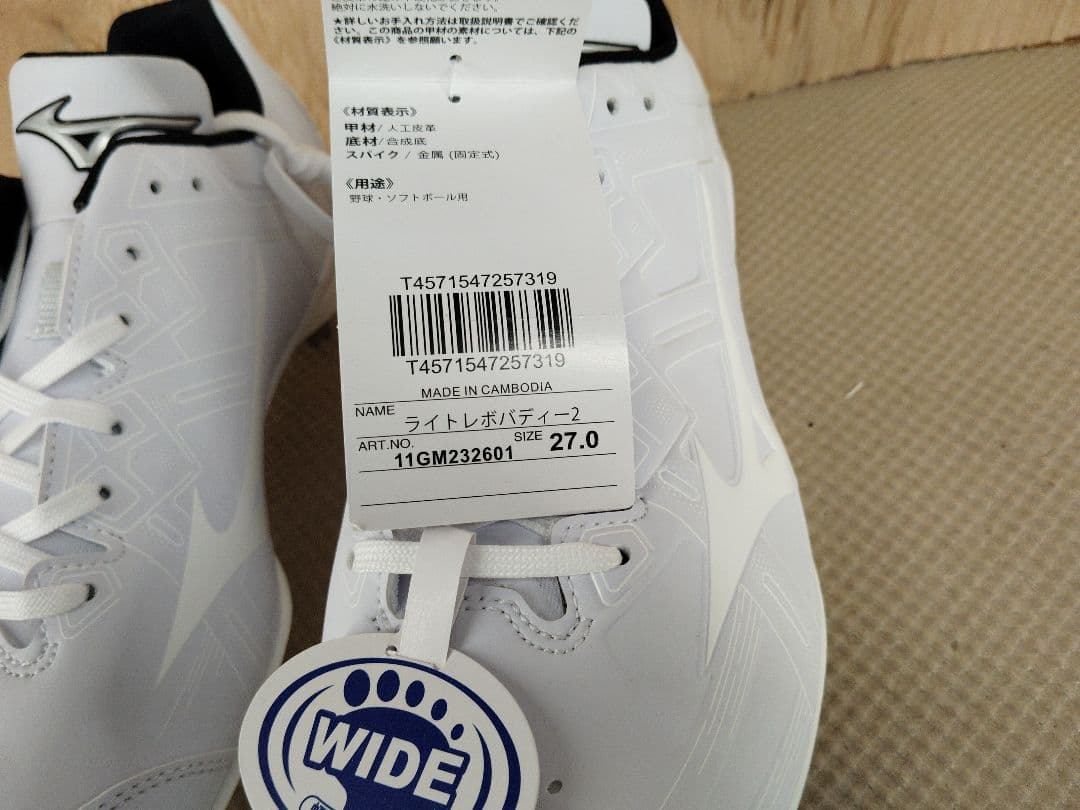 絶対に水洗いしないでください。
★詳しいお手入れ方法は取扱説明書でご確認くだ
さい。この商品の甲材の素材については、下記の
《材質表示》を参照願います。
《材質表示》
甲材/人工皮革
底材/合成底
スパイク / 金属 (固定式)
《用途》
野球・ソフトボール用
T4571547257319
T4571547257319
MADE IN CAMBODIA
NAME ライトレボバディー2
ART.NO. 11GM232601 SIZE 27.0
WIDE